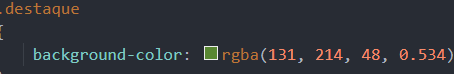 .destaque
{
background-color: rgba(131, 214, 48, 0.534)